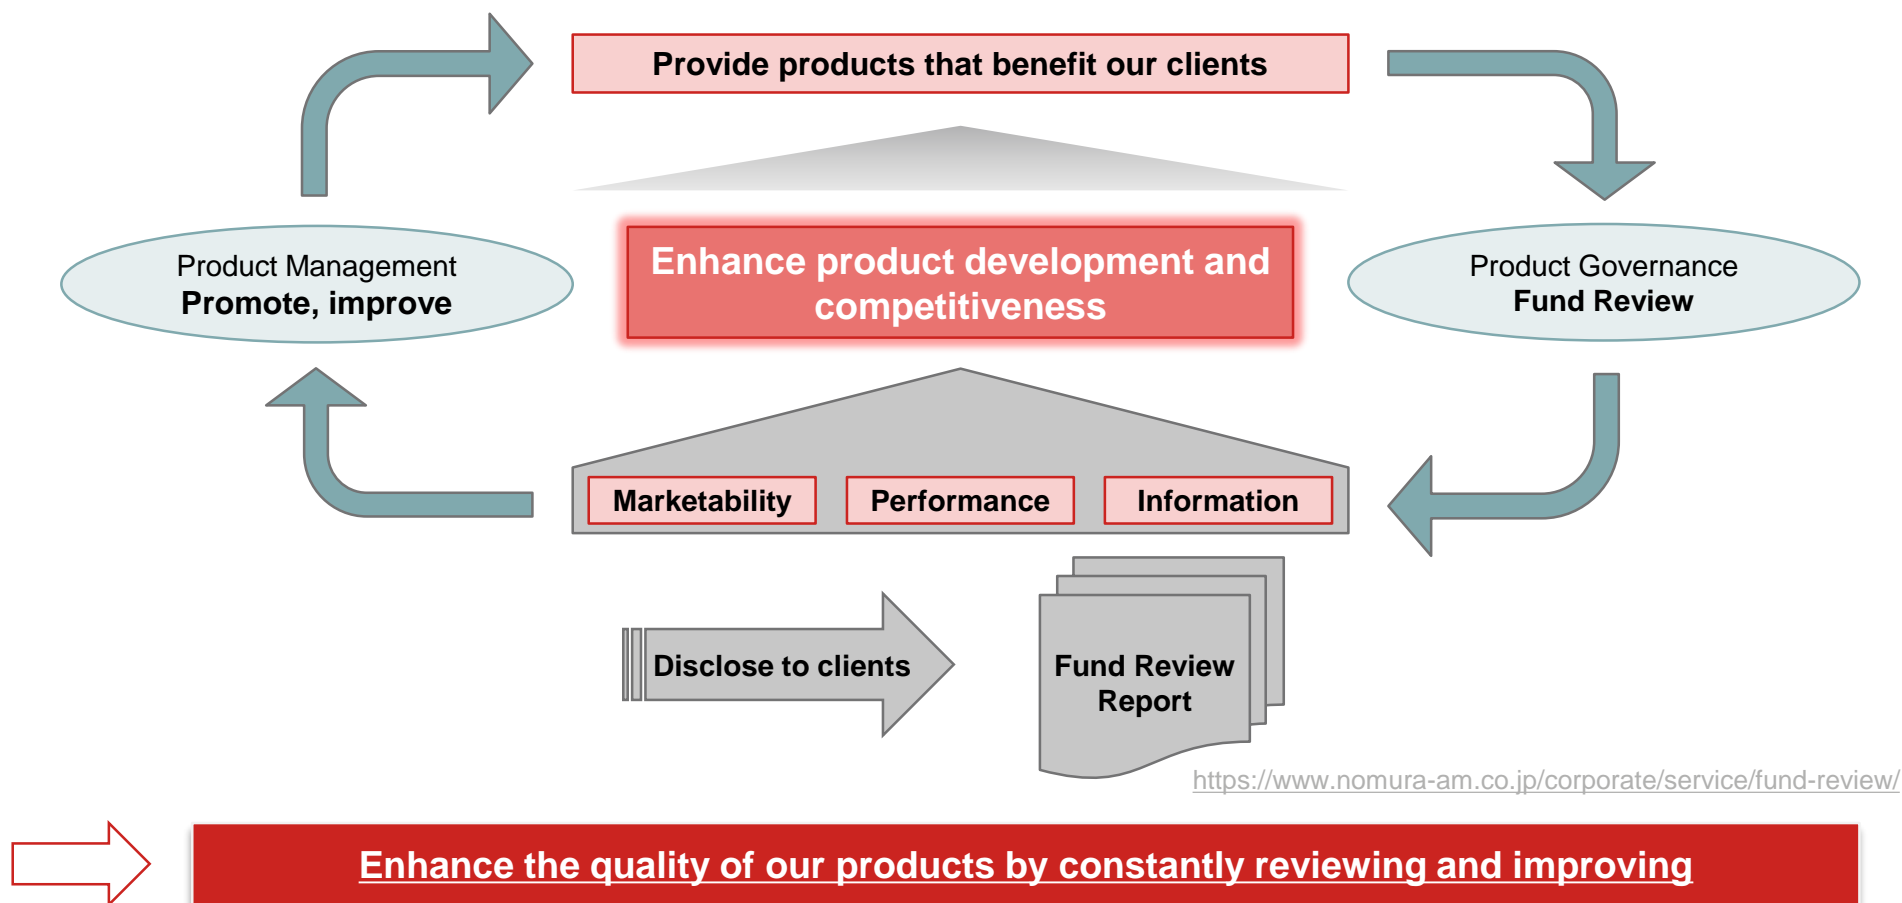 Provide products that benefit our clients
Product Management
Promote, improve
Enhance product development and
competitiveness
Product Governance
Fund Review
Marketability
Performance
Information
Disclose to clients
Fund Review
Report
https://www.nomura-am.co.jp/corporate/service/fund-review/
Enhance the quality of our products by constantly reviewing and improving